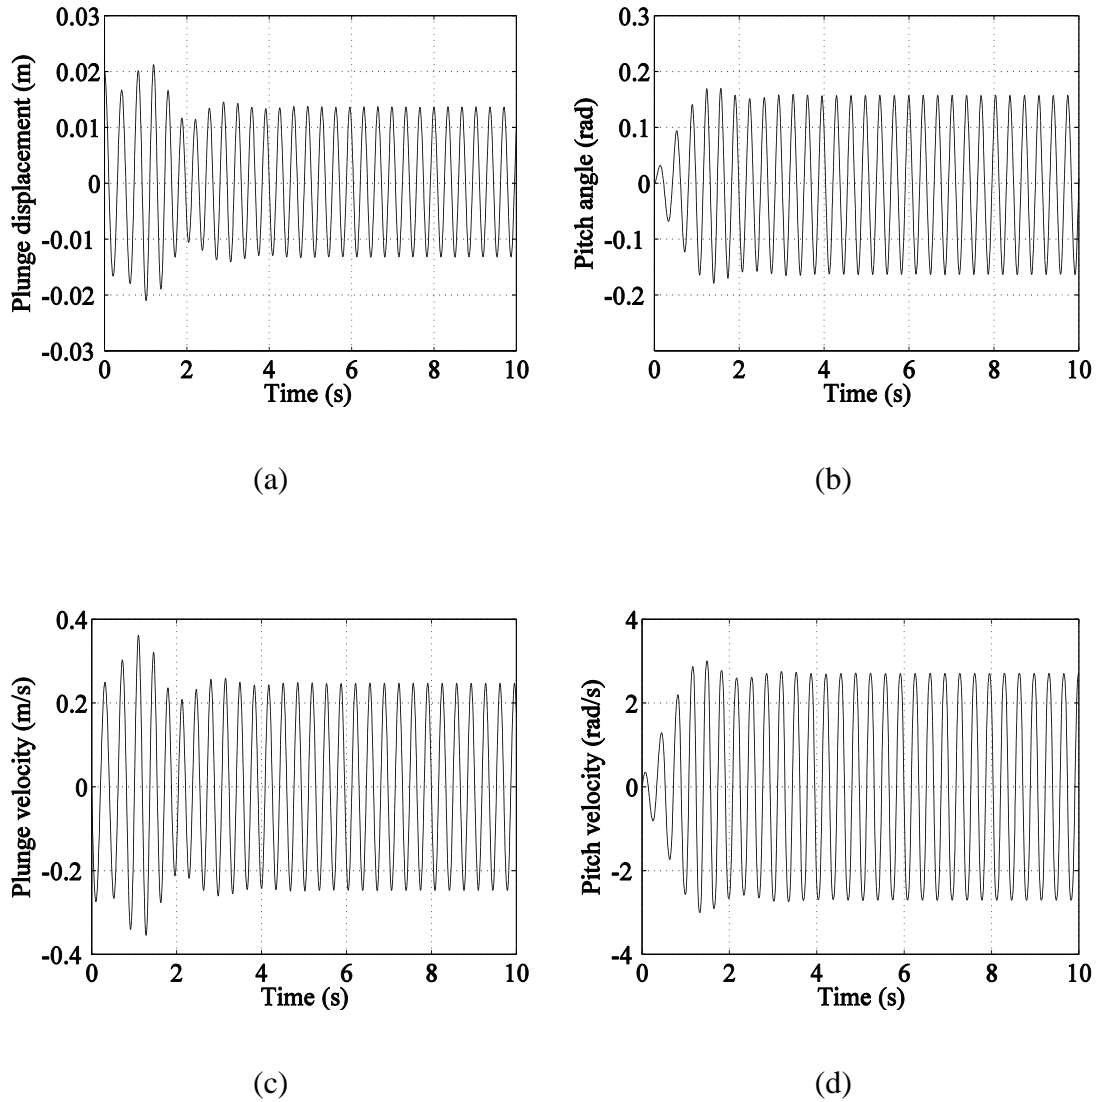 0.03
0.02
0.01
0
-0.01
-0.02
-0.03
Plunge displacement (m)
0 2 4 6 8 10
Time (s)
(a)
0.3
0.2
0.1
0
-0.1
-0.2
Pitch angle (rad)
0 2 4 6 8 10
Time (s)
(b)
0.4
0.2
0
-0.2
-0.4
Plunge velocity (m/s)
0 2 4 6 8 10
Time (s)
(c)
4
2
0
-2
-4
Pitch velocity (rad/s)
0 2 4 6 8 10
Time (s)
(d)